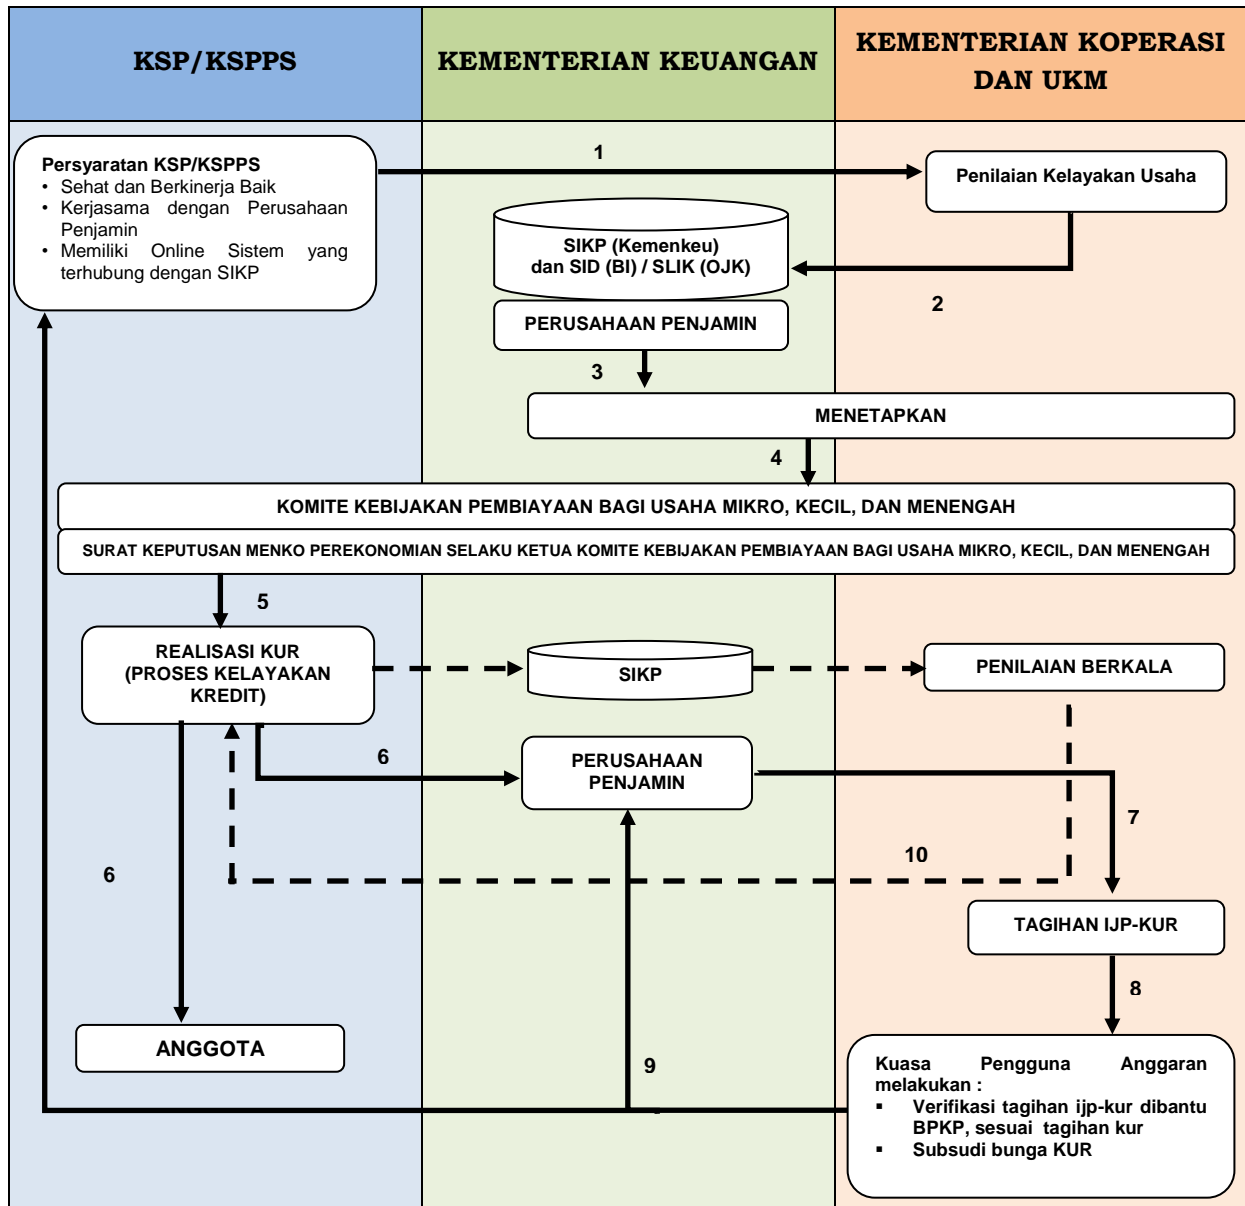 KSP/KSPPS
KEMENTERIAN KEUANGAN
KEMENTERIAN KOPERASI
DAN UKM
Persyaratan KSP/KSPPS
• Sehat dan Berkinerja Baik
• Kerjasama dengan Perusahaan
Penjamin
• Memiliki Online Sistem yang
terhubung dengan SIKP
1
Penilaian Kelayakan Usaha
SIKP (Kemenkeu)
dan SID (BI) / SLIK (OJK)
2
PERUSAHAAN PENJAMIN
3
MENETAPKAN
4
KOMITE KEBIJAKAN PEMBIAYAAN BAGI USAHA MIKRO, KECIL, DAN MENENGAH
SURAT KEPUTUSAN MENKO PEREKONOMIAN SELAKU KETUA KOMITE KEBIJAKAN PEMBIAYAAN BAGI USAHA MIKRO, KECIL, DAN MENENGAH
5
REALISASI KUR
(PROSES KELAYAKAN
KREDIT)
SIKP
PENILAIAN BERKALA
6
PERUSAHAAN
PENJAMIN
7
10
6
TAGIHAN IJP-KUR
8
ANGGOTA
9
Kuasa Pengguna Anggaran
melakukan :
▪ Verifikasi tagihan ijp-kur dibantu
BPKP, sesuai tagihan kur
▪ Subsudi bunga KUR